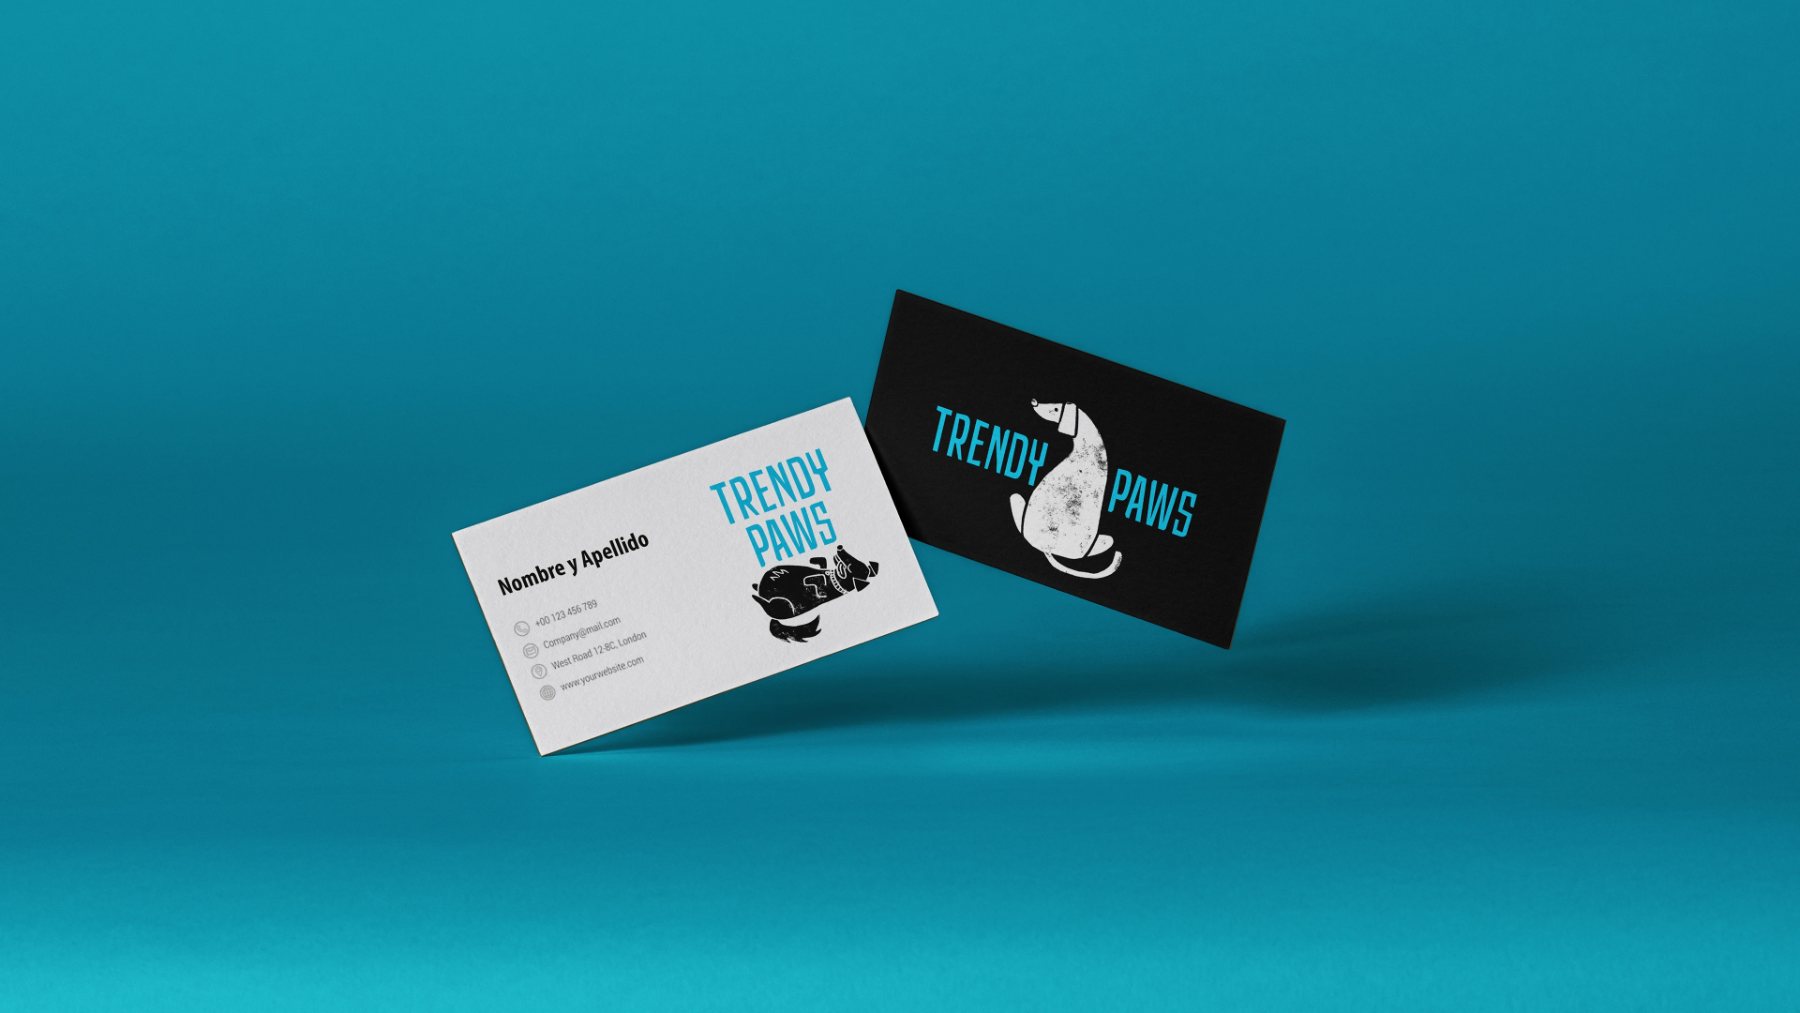 Nombre y Apellido
+00 123 456 789
Company@mail.com
West Road 12-8C, London
www.yourwebsite.com
TRENDY
PAWS
TRENDY PAWS